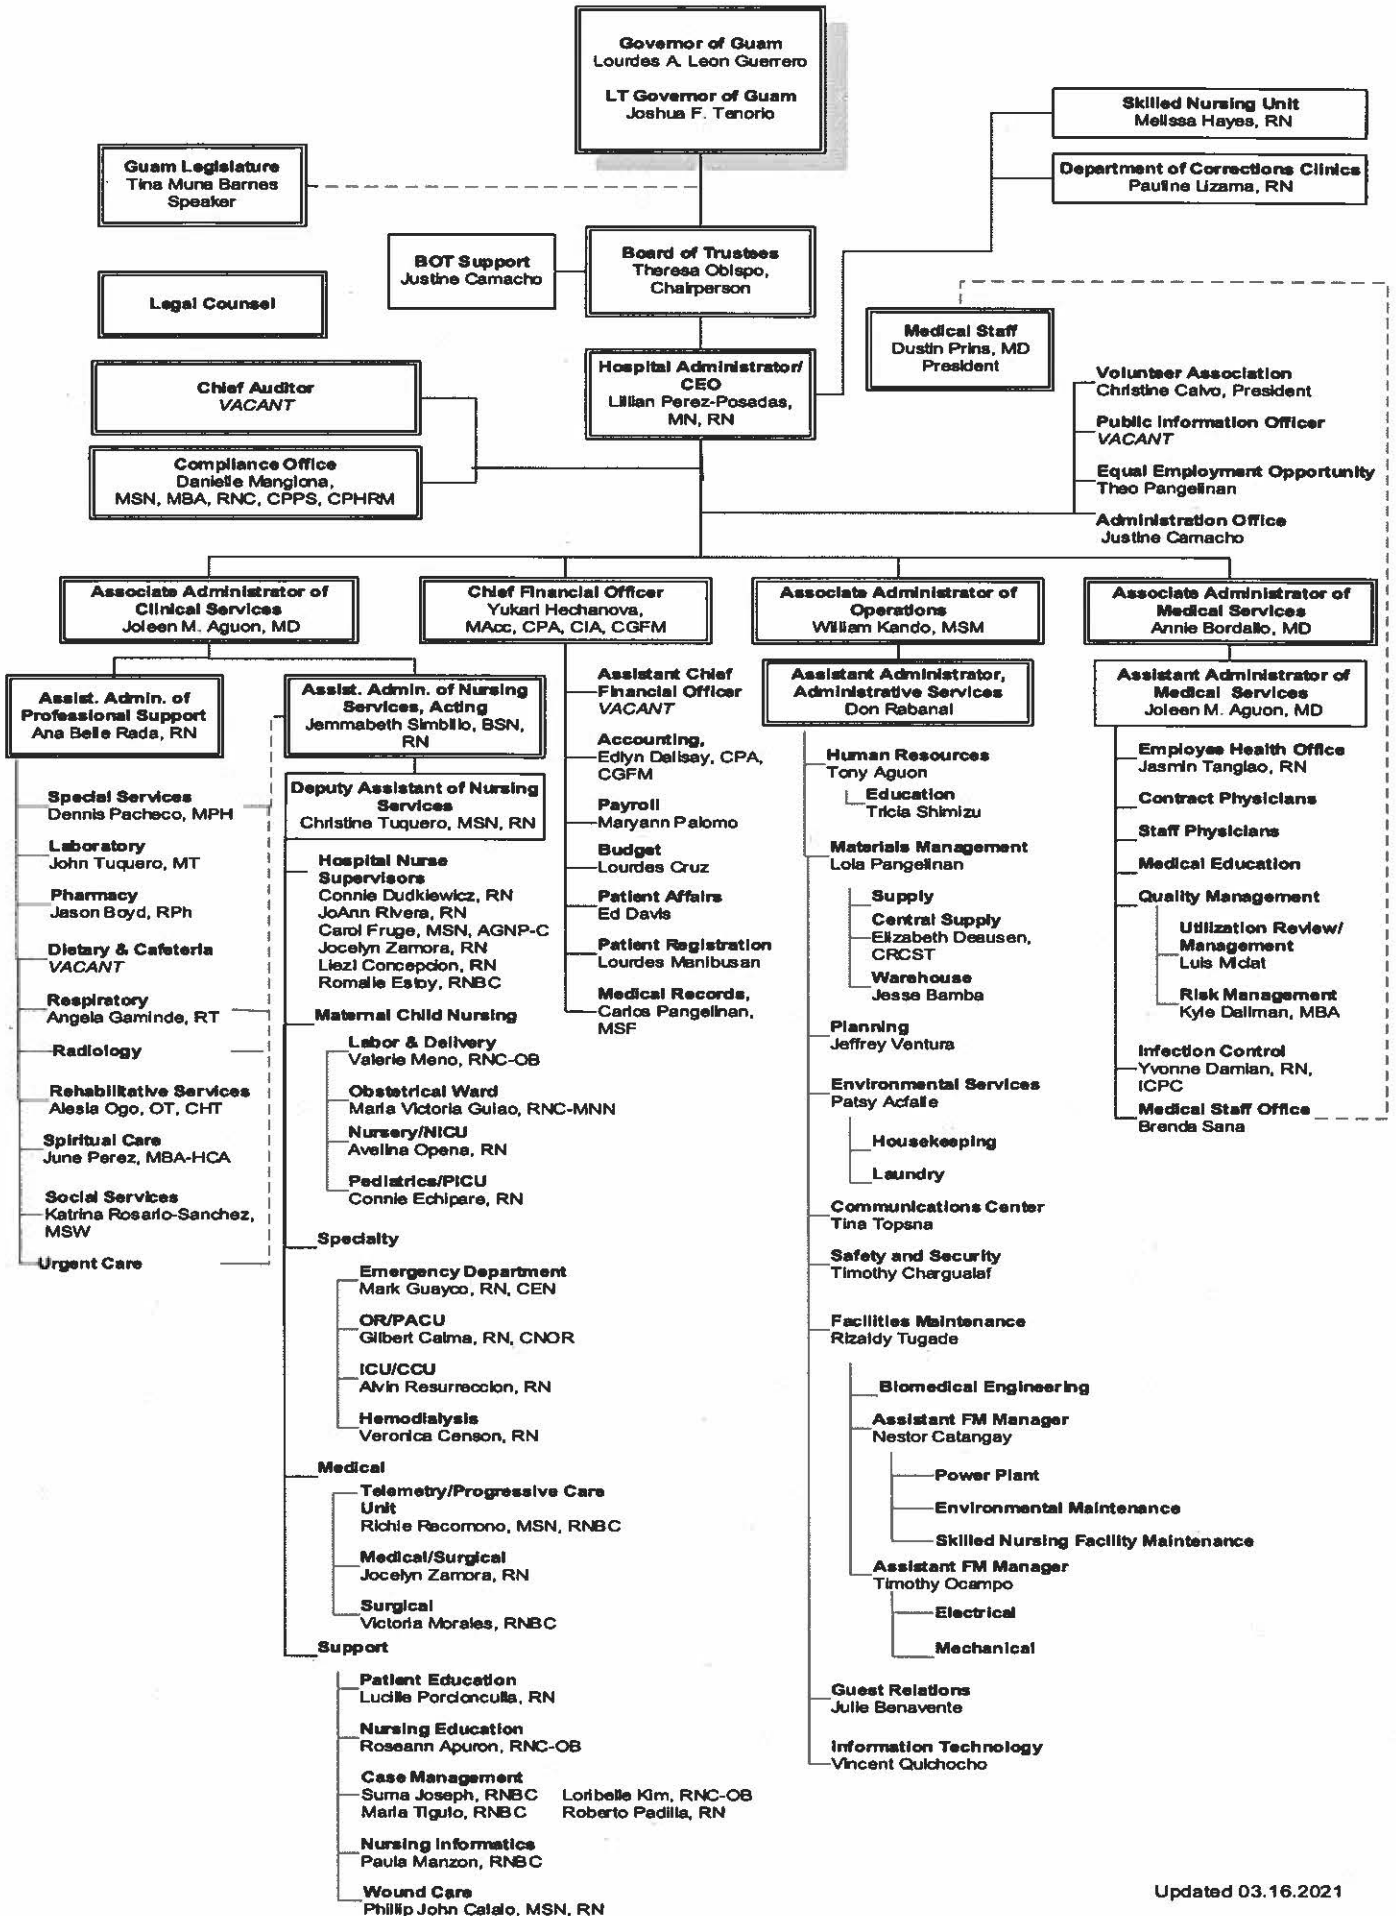 Governor of Guam
Lourdes A. Leon Guerrero
LT Governor of Guam
Joshua F. Tenorio
Skilled Nursing Unit
Melissa Hayes, RN
Department of Corrections Clinics
Pauline Lizama, RN
Guam Legislature
Tina Muna Barnes
Speaker
BOT Support
Justine Camacho
Board of Trustees
Theresa Obispo,
Chairperson
Legal Counsel
Medical Staff
Dustin Prins, MD
President
Hospital Administrator/
CEO
Lillian Perez-Posadas,
MN, RN
Chief Auditor
VACANT
Compliance Office
Danielle Manglona,
MSN, MBA, RNC, CPPS, CPHRM
Volunteer Association
Christine Calvo, President
Public Information Officer
VACANT
Equal Employment Opportunity
Theo Pangelinan
Administration Office
Justine Camacho
Associate Administrator of
Clinical Services
Joleen M. Aguon, MD
Chief Financial Officer
Yukari Hechanova,
MAcc, CPA, CIA, CGFM
Associate Administrator of
Operations
William Kando, MSM
Associate Administrator of
Medical Services
Annie Bordallo, MD
Assist. Admin. of
Professional Support
Ana Belle Rada, RN
Special Services
Dennis Pacheco, MPH
Laboratory
John Tuquero, MT
Pharmacy
Jason Boyd, RPh
Dietary & Cafeteria
VACANT
Respiratory
Angela Gaminde, RT
Radiology
Rehabilitative Services
Alesia Ogo, OT, CHT
Spiritual Care
June Perez, MBA-HCA
Social Services
Katrina Rosario-Sanchez,
MSW
Urgent Care
Assist. Admin. of Nursing
Services, Acting
Jemmabeth Simbillo, BSN,
RN
Deputy Assistant of Nursing
Services
Christine Tuquero, MSN, RN
Hospital Nurse
Supervisors
Connie Dudkiewicz, RN
JoAnn Rivera, RN
Carol Fruge, MSN, AGNP-C
Jocelyn Zamora, RN
Liezl Concepcion, RN
Romalie Estoy, RNBC
Maternal Child Nursing
Labor & Delivery
Valerie Meno, RNC-OB
Obstetrical Ward
Maria Victoria Guiao, RNC-MNN
Nursery/NICU
Avelina Opena, RN
Pediatrics/PICU
Connie Echipare, RN
Specialty
Emergency Department
Mark Guayco, RN, CEN
OR/PACU
Gilbert Calma, RN, CNOR
ICU/CCU
Alvin Resurreccion, RN
Hemodialysis
Veronica Censon, RN
Medical
Telemetry/Progressive Care
Unit
Richie Recomono, MSN, RNBC
Medical/Surgical
Jocelyn Zamora, RN
Surgical
Victoria Morales, RNBC
Support
Patient Education
Lucille Porcioncula, RN
Nursing Education
Roseann Apuron, RNC-OB
Case Management
Suma Joseph, RNBC Loribelle Kim, RNC-OB
Maria Tigulo, RNBC Roberto Padilla, RN
Nursing Informatics
Paula Manzon, RNBC
Wound Care
Phillip John Calalo, MSN, RN
Assistant Chief
Financial Officer
VACANT
Accounting,
Edlyn Dalisay, CPA,
CGFM
Payroll
Maryann Palomo
Budget
Lourdes Cruz
Patient Affairs
Ed Davis
Patient Registration
Lourdes Manibusan
Medical Records,
Carlos Pangelinan,
MSF
Assistant Administrator,
Administrative Services
Don Rabanal
Human Resources
Tony Aguon
Education
Tricia Shimizu
Materials Management
Lola Pangelinan
Supply
Central Supply
Elizabeth Deausen,
CRCST
Warehouse
Jesse Bamba
Planning
Jeffrey Ventura
Environmental Services
Patsy Acfalle
Housekeeping
Laundry
Communications Center
Tina Topsna
Safety and Security
Timothy Chargualaf
Facilities Maintenance
Rizaldy Tugade
Biomedical Engineering
Assistant FM Manager
Nestor Catangay
Power Plant
Environmental Maintenance
Skilled Nursing Facility Maintenance
Assistant FM Manager
Timothy Ocampo
Electrical
Mechanical
Guest Relations
Julie Benavente
Information Technology
Vincent Quichocho
Assistant Administrator of
Medical Services
Joleen M. Aguon, MD
Employee Health Office
Jasmin Tanglao, RN
Contract Physicians
Staff Physicians
Medical Education
Quality Management
Utilization Review/
Management
Luis Midat
Risk Management
Kyle Dallman, MBA
Infection Control
Yvonne Damian, RN,
ICPC
Medical Staff Office
Brenda Sana
Updated 03.16.2021